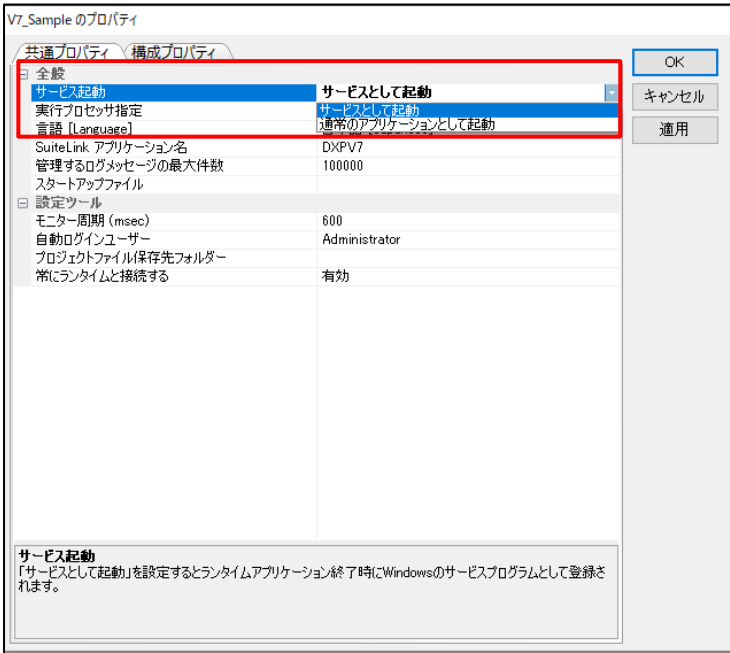 V7_Sample のプロパティ
共通プロパティ 構成プロパティ
全般
サービス起動 サービスとして起動
サービスとして起動
実行プロセッサ指定
通常のアプリケーションとして起動
言語 [Language]
SuiteLink アプリケーション名 DXPV7
管理するログメッセージの最大件数 100000
スタートアップファイル
設定ツール
モニター周期 (msec) 600
自動ログインユーザー Administrator
プロジェクトファイル保存先フォルダー
常にランタイムと接続する 有効
OK
キャンセル
適用
サービス起動
「サービスとして起動」を設定するとランタイムアプリケーション終了時にWindowsのサービスプログラムとして登録さ
れます。